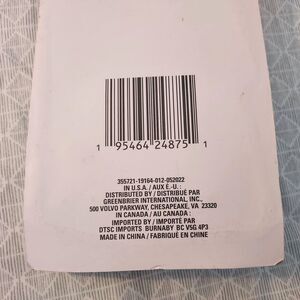 1 95464 24875 1
355721-19164-012-052022
IN U.S.A. / AUX É.-U. :
DISTRIBUTED BY / DISTRIBUÉ PAR
GREENBRIER INTERNATIONAL, INC.,
500 VOLVO PARKWAY, CHESAPEAKE, VA 23320
IN CANADA / AU CANADA :
IMPORTED BY / IMPORTÉ PAR
DTSC IMPORTS BURNABY BC V5G 4P3
MADE IN CHINA / FABRIQUÉ EN CHINE